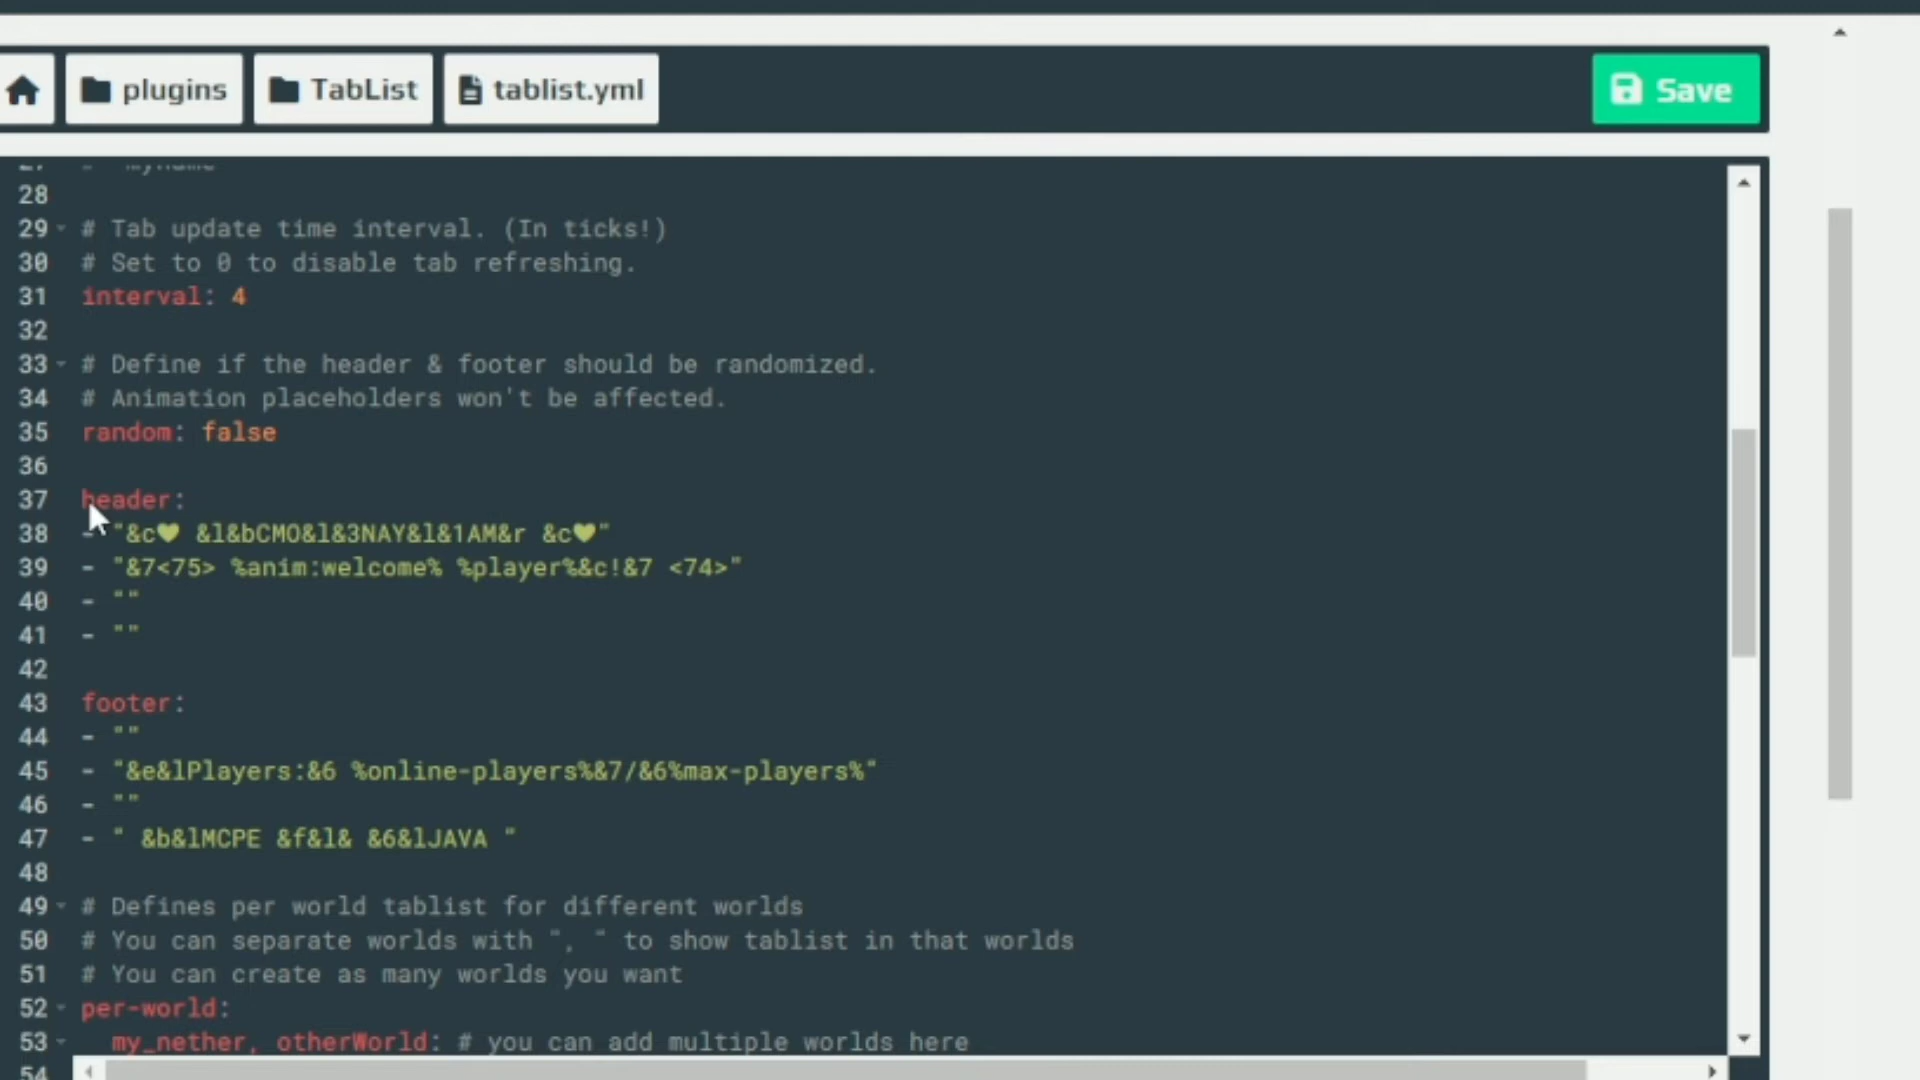 plugins TabList tablist.yml Save
27 # - myname
28
29 # Tab update time interval. (In ticks!)
30 # Set to 0 to disable tab refreshing.
31 interval: 4
32
33 # Define if the header & footer should be randomized.
34 # Animation placeholders won't be affected.
35 random: false
36
37 header:
38 - "&c♥ &l&bCMO&l&3NAY&l&1AM&r &c♥"
39 - "&7<75> %anim:welcome% %player%&c!&7 <74>"
40 - ""
41 - ""
42
43 footer:
44 - ""
45 - "&e&lPlayers:&6 %online-players%&7/&6%max-players%"
46 - ""
47 - " &b&lMCPE &f&l& &6&lJAVA "
48
49 # Defines per world tablist for different worlds
50 # You can separate worlds with ", " to show tablist in that worlds
51 # You can create as many worlds you want
52 per-world:
53 my_nether, otherWorld: # you can add multiple worlds here
54